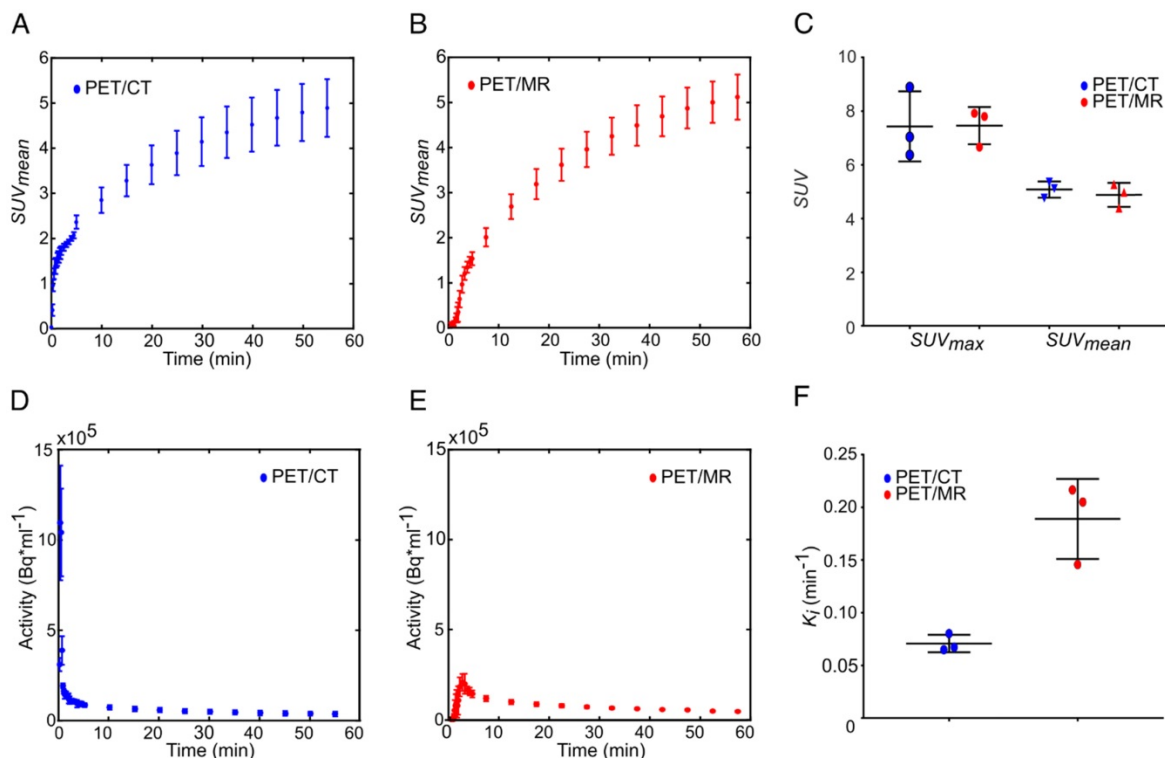 A
6
5
4
3
2
1
0
SUVmean
PET/CT
0 10 20 30 40 50 60
Time (min)
B
6
5
4
3
2
1
0
SUVmean
PET/MR
0 10 20 30 40 50 60
Time (min)
C
10
8
6
4
2
0
SUV
PET/CT
PET/MR
SUVmax SUVmean
D
×10⁵
15
10
5
0
Activity (Bq*ml⁻¹)
PET/CT
0 10 20 30 40 50 60
Time (min)
E
×10⁵
15
10
5
0
Activity (Bq*ml⁻¹)
PET/MR
0 10 20 30 40 50 60
Time (min)
F
0.25
0.20
0.15
0.10
0.05
0
Ki (min⁻¹)
PET/CT
PET/MR